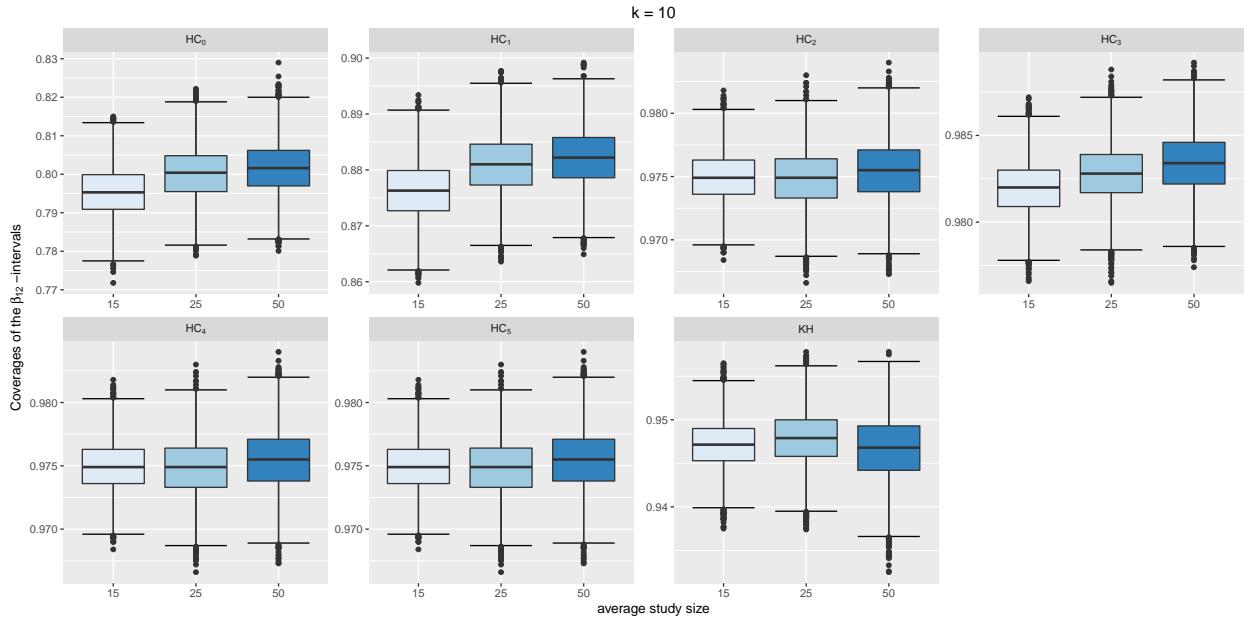 k = 10
HC0
HC1
HC2
HC3
0.83
0.82
0.81
0.80
0.79
0.78
0.77
0.90
0.89
0.88
0.87
0.86
0.980
0.975
0.970
0.985
0.980
15 25 50
15 25 50
15 25 50
15 25 50
Coverages of the β12 −intervals
HC4
HC5
KH
0.980
0.975
0.970
0.980
0.975
0.970
0.95
0.94
15 25 50
15 25 50
15 25 50
average study size